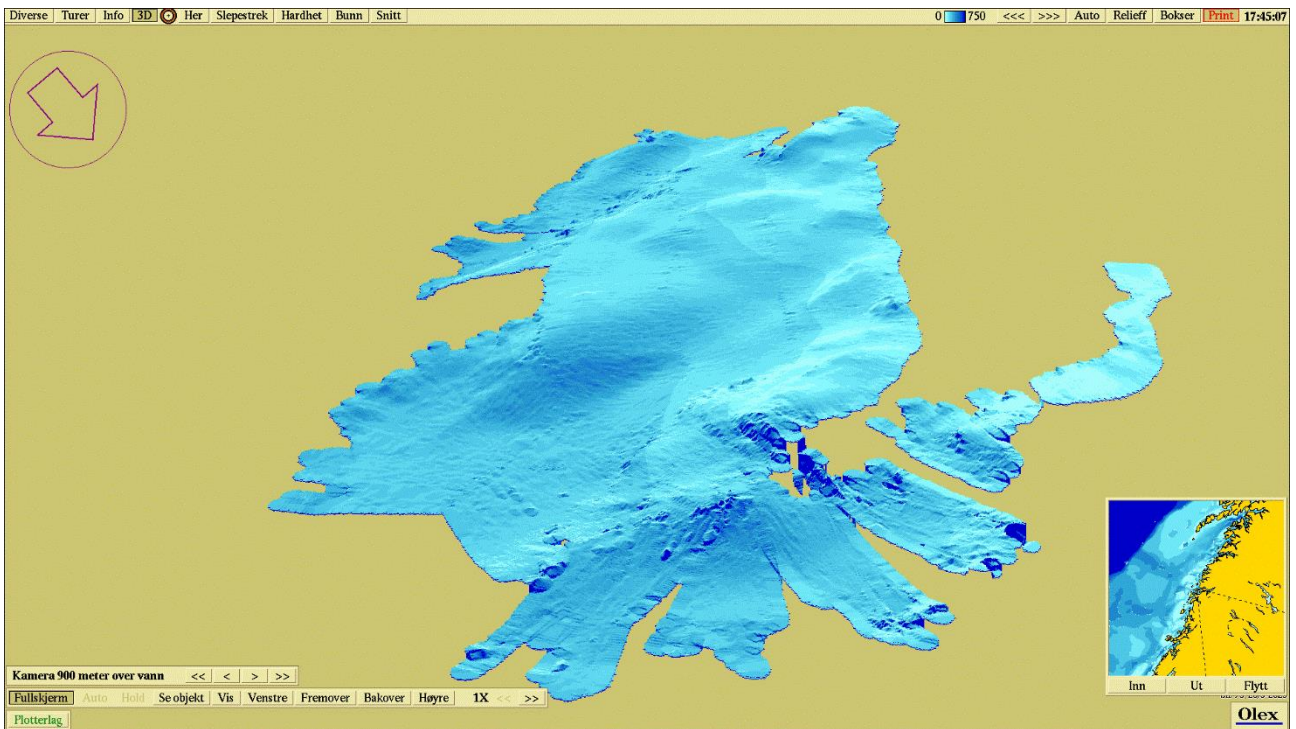 Diverse Turer Info 3D Her Slepestrek Hardhet Bunn Snitt 0 750 <<< >>> Auto Relieff Bokser Print 17:45:07
Kamera 900 meter over vann << < > >>
Fullskjerm Auto Hold Se objekt Vis Venstre Fremover Bakover Høyre 1X << >>
Plotterlag
Inn Ut Flytt
Olex